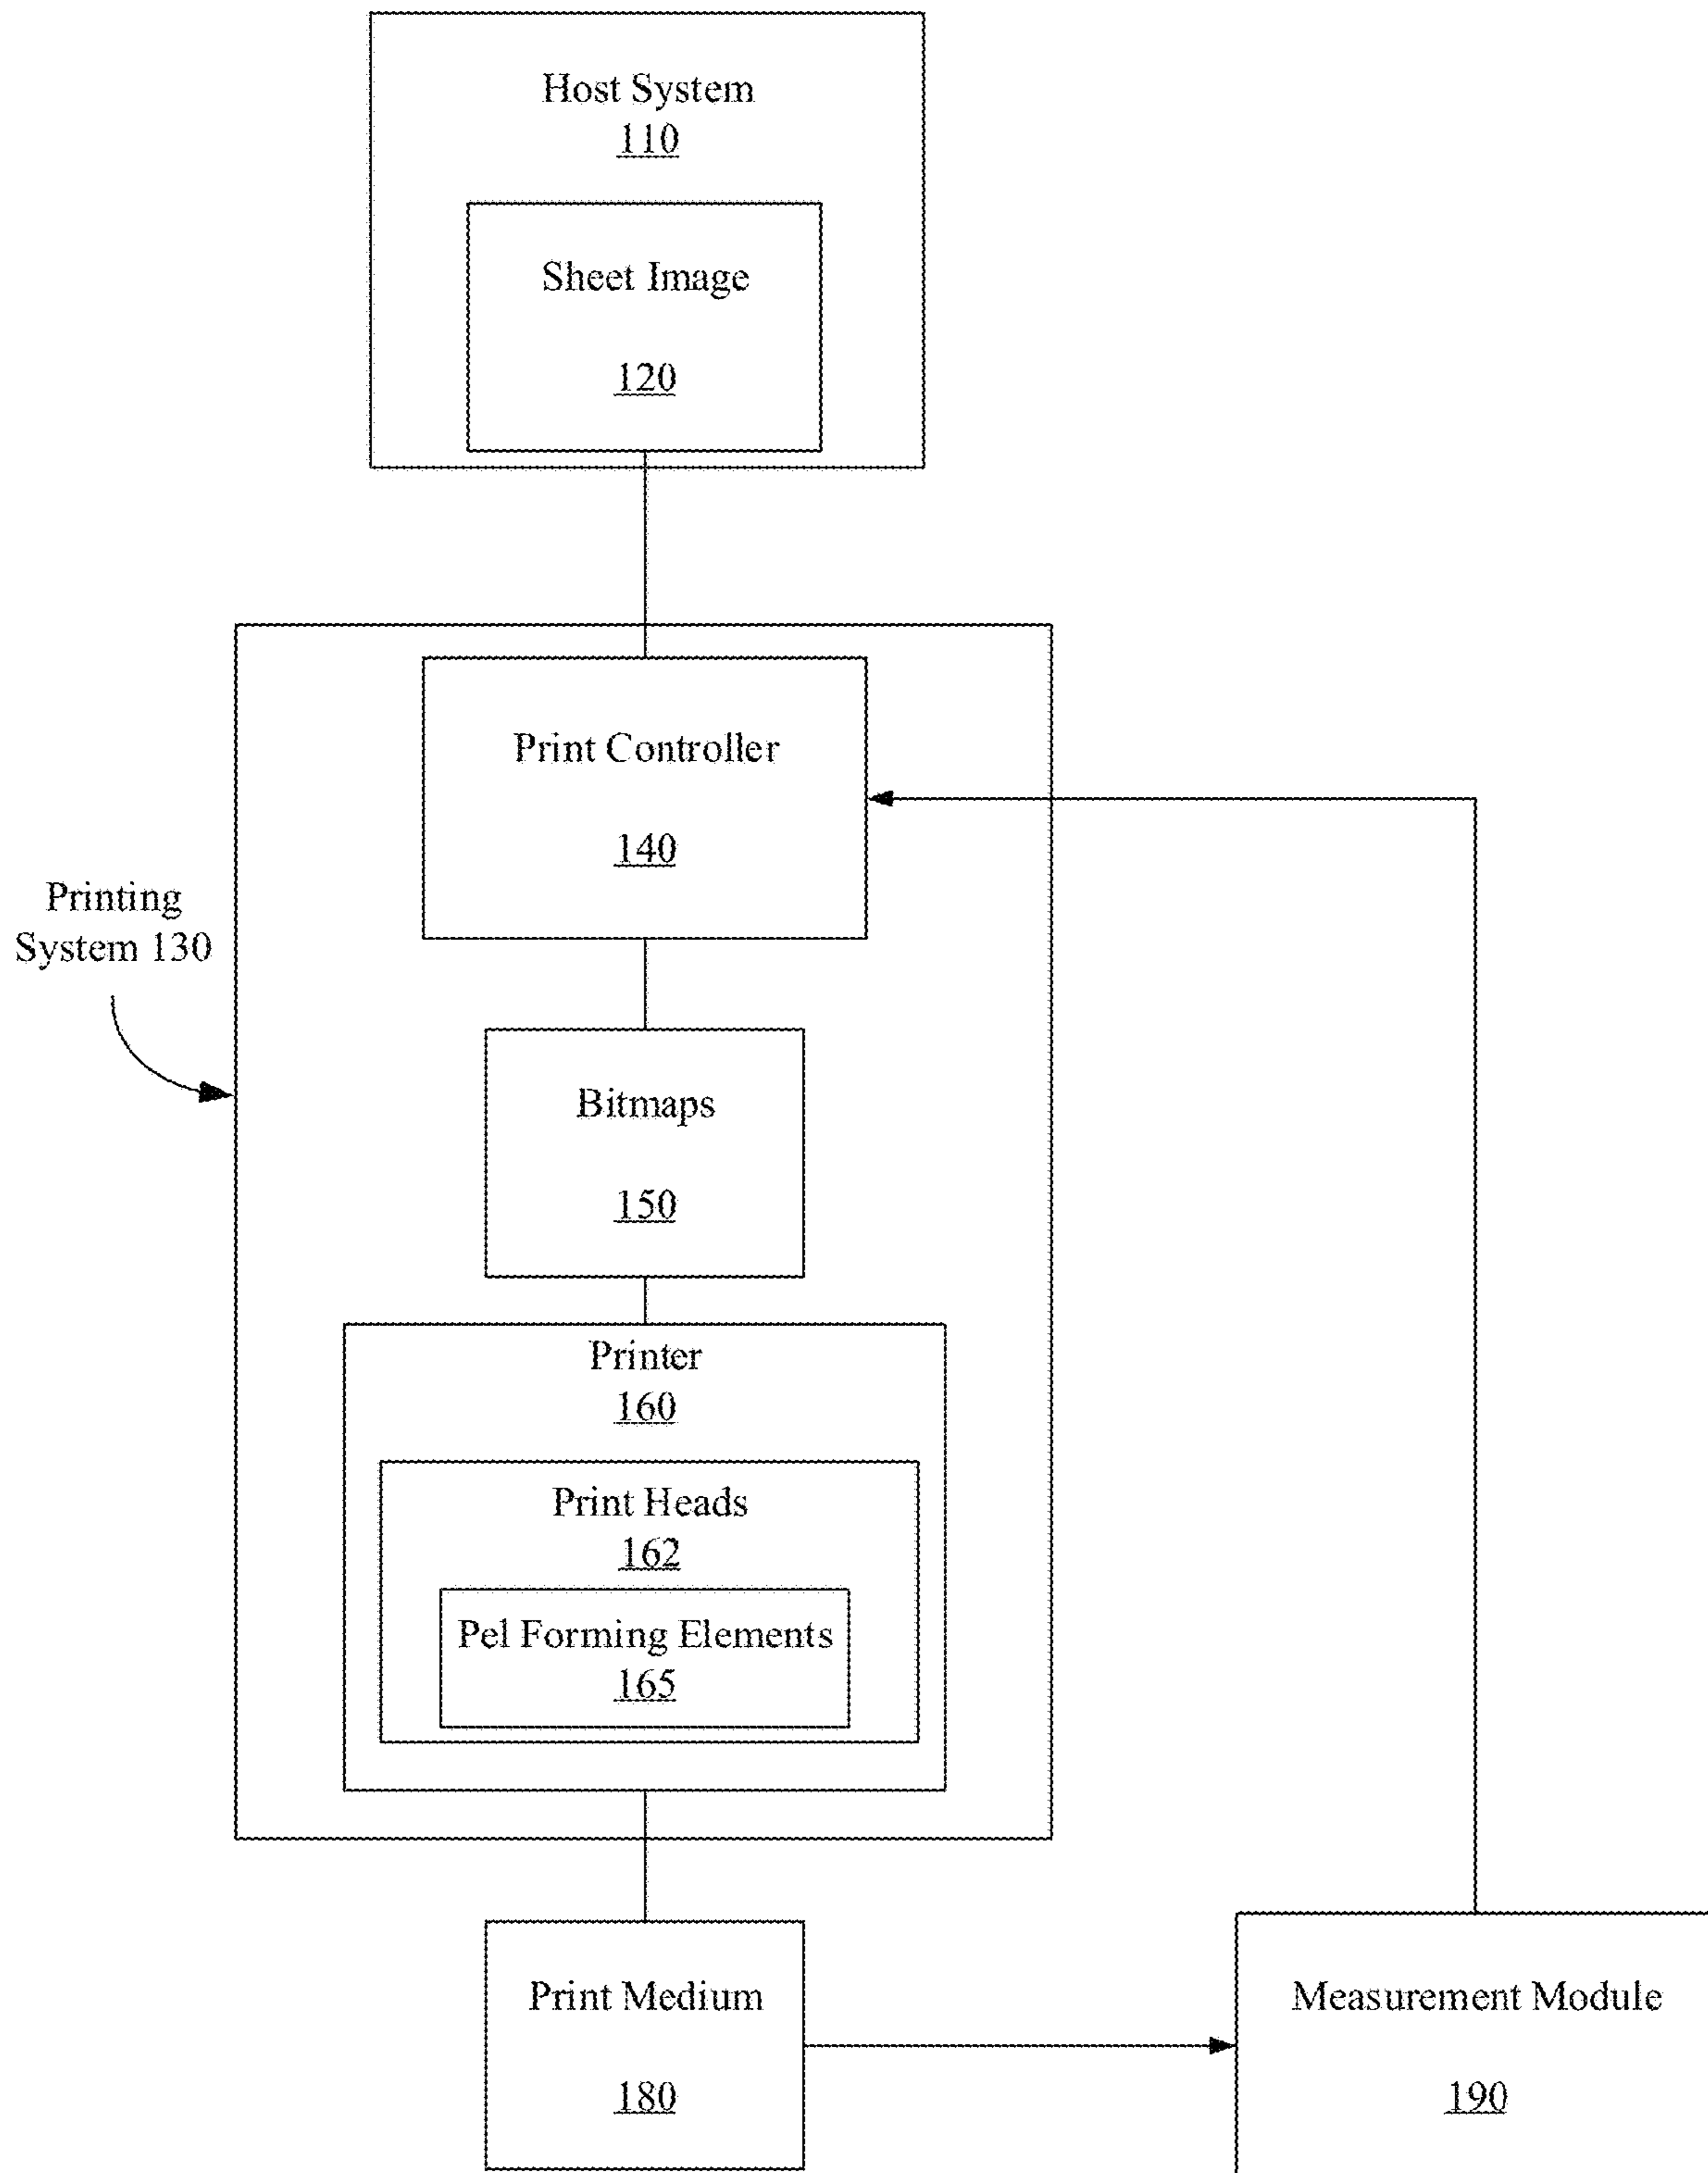 Host System
110
Sheet Image
120
Print Controller
140
Printing
System 130
Bitmaps
150
Printer
160
Print Heads
162
Pel Forming Elements
165
Print Medium
180
Measurement Module
190